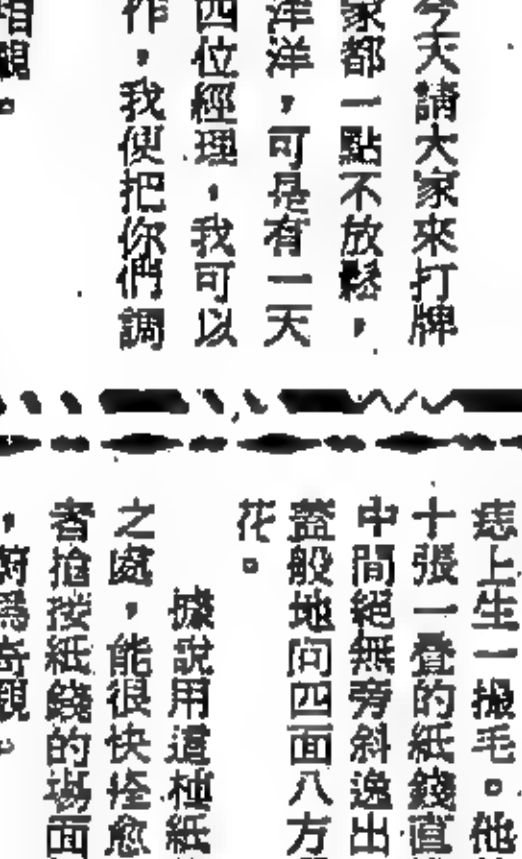 今天請大家來打牌
家都一點不放鬆，
洋洋，可是有一天
四位經理，我可以
作，我便把你們調
相親。
痣上生一撮毛。他
十張一疊的紙錢直
中間絕無旁斜逸出
蓋般地向四面八方
花。
據說用這種紙
之處，能很快痊愈
者搶按紙錢的場面
，蔚爲奇觀。